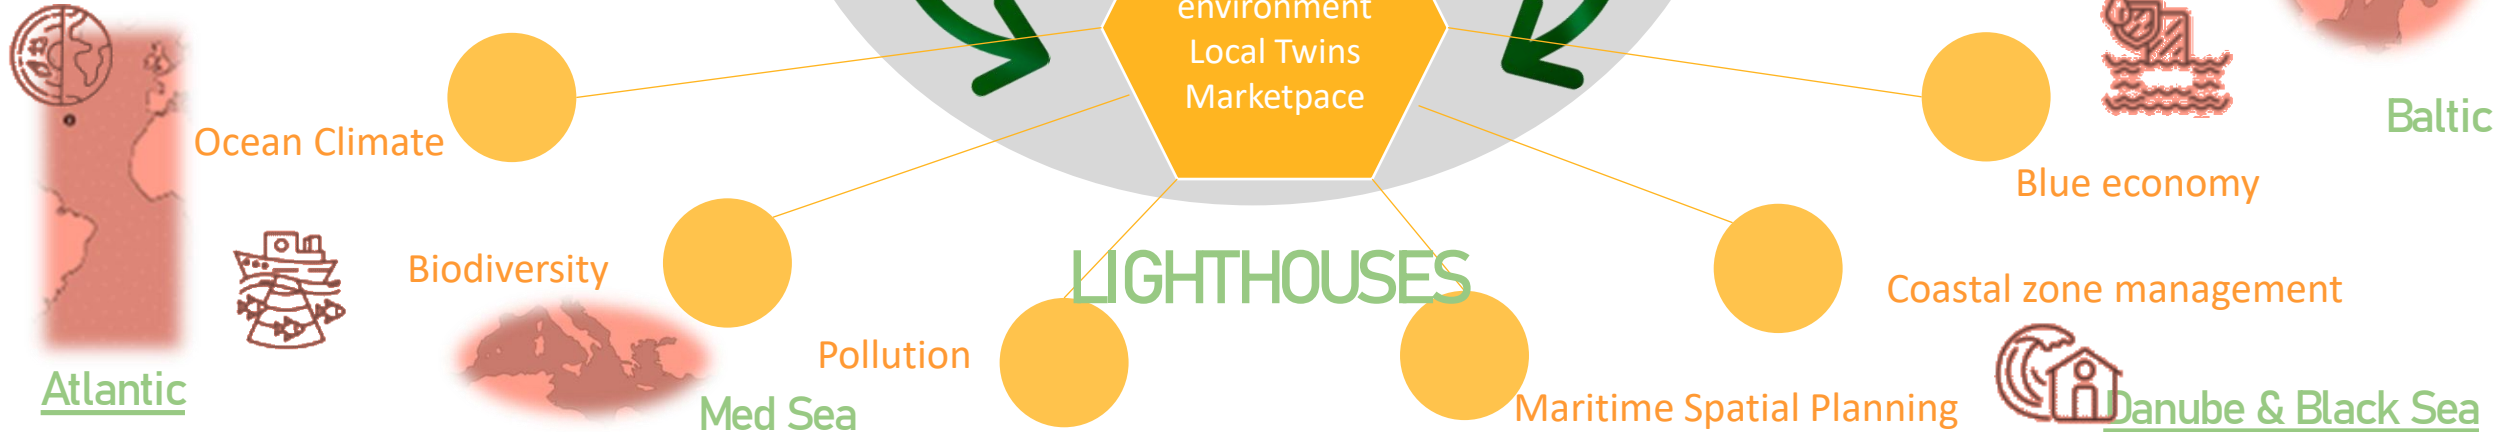 environment
Local Twins
Marketpace
Baltic
Ocean Climate
Blue economy
Biodiversity
LIGHTHOUSES
Coastal zone management
Pollution
Atlantic
Med Sea
Maritime Spatial Planning
Danube & Black Sea